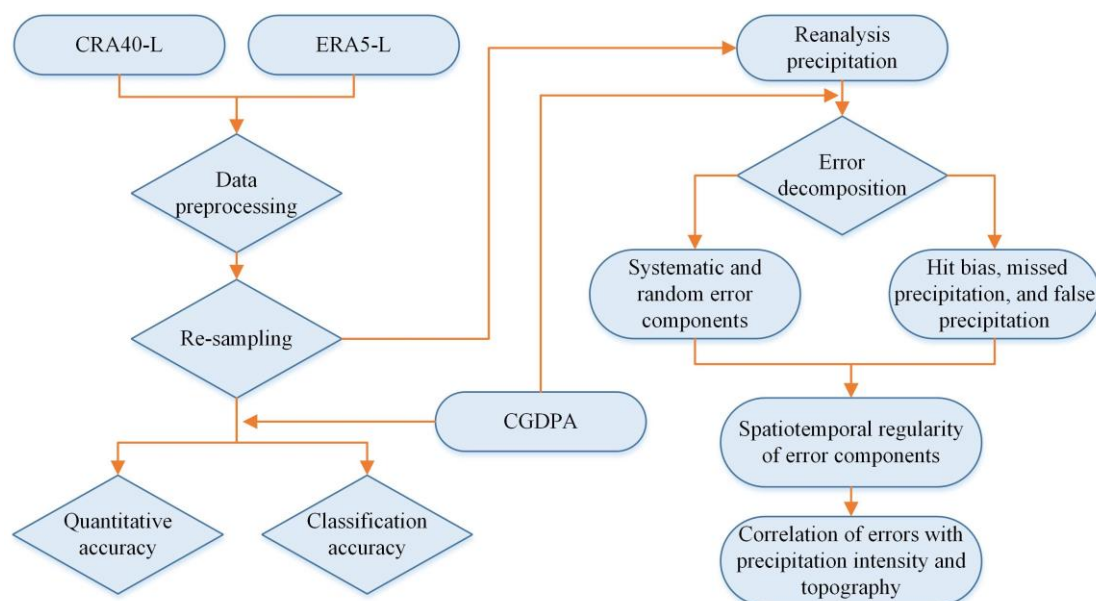 CRA40-L
ERA5-L
Data
preprocessing
Re-sampling
CGDPA
Quantitative
accuracy
Classification
accuracy
Reanalysis
precipitation
Error
decomposition
Systematic and
random error
components
Hit bias, missed
precipitation, and false
precipitation
Spatiotemporal regularity
of error components
Correlation of errors with
precipitation intensity and
topography